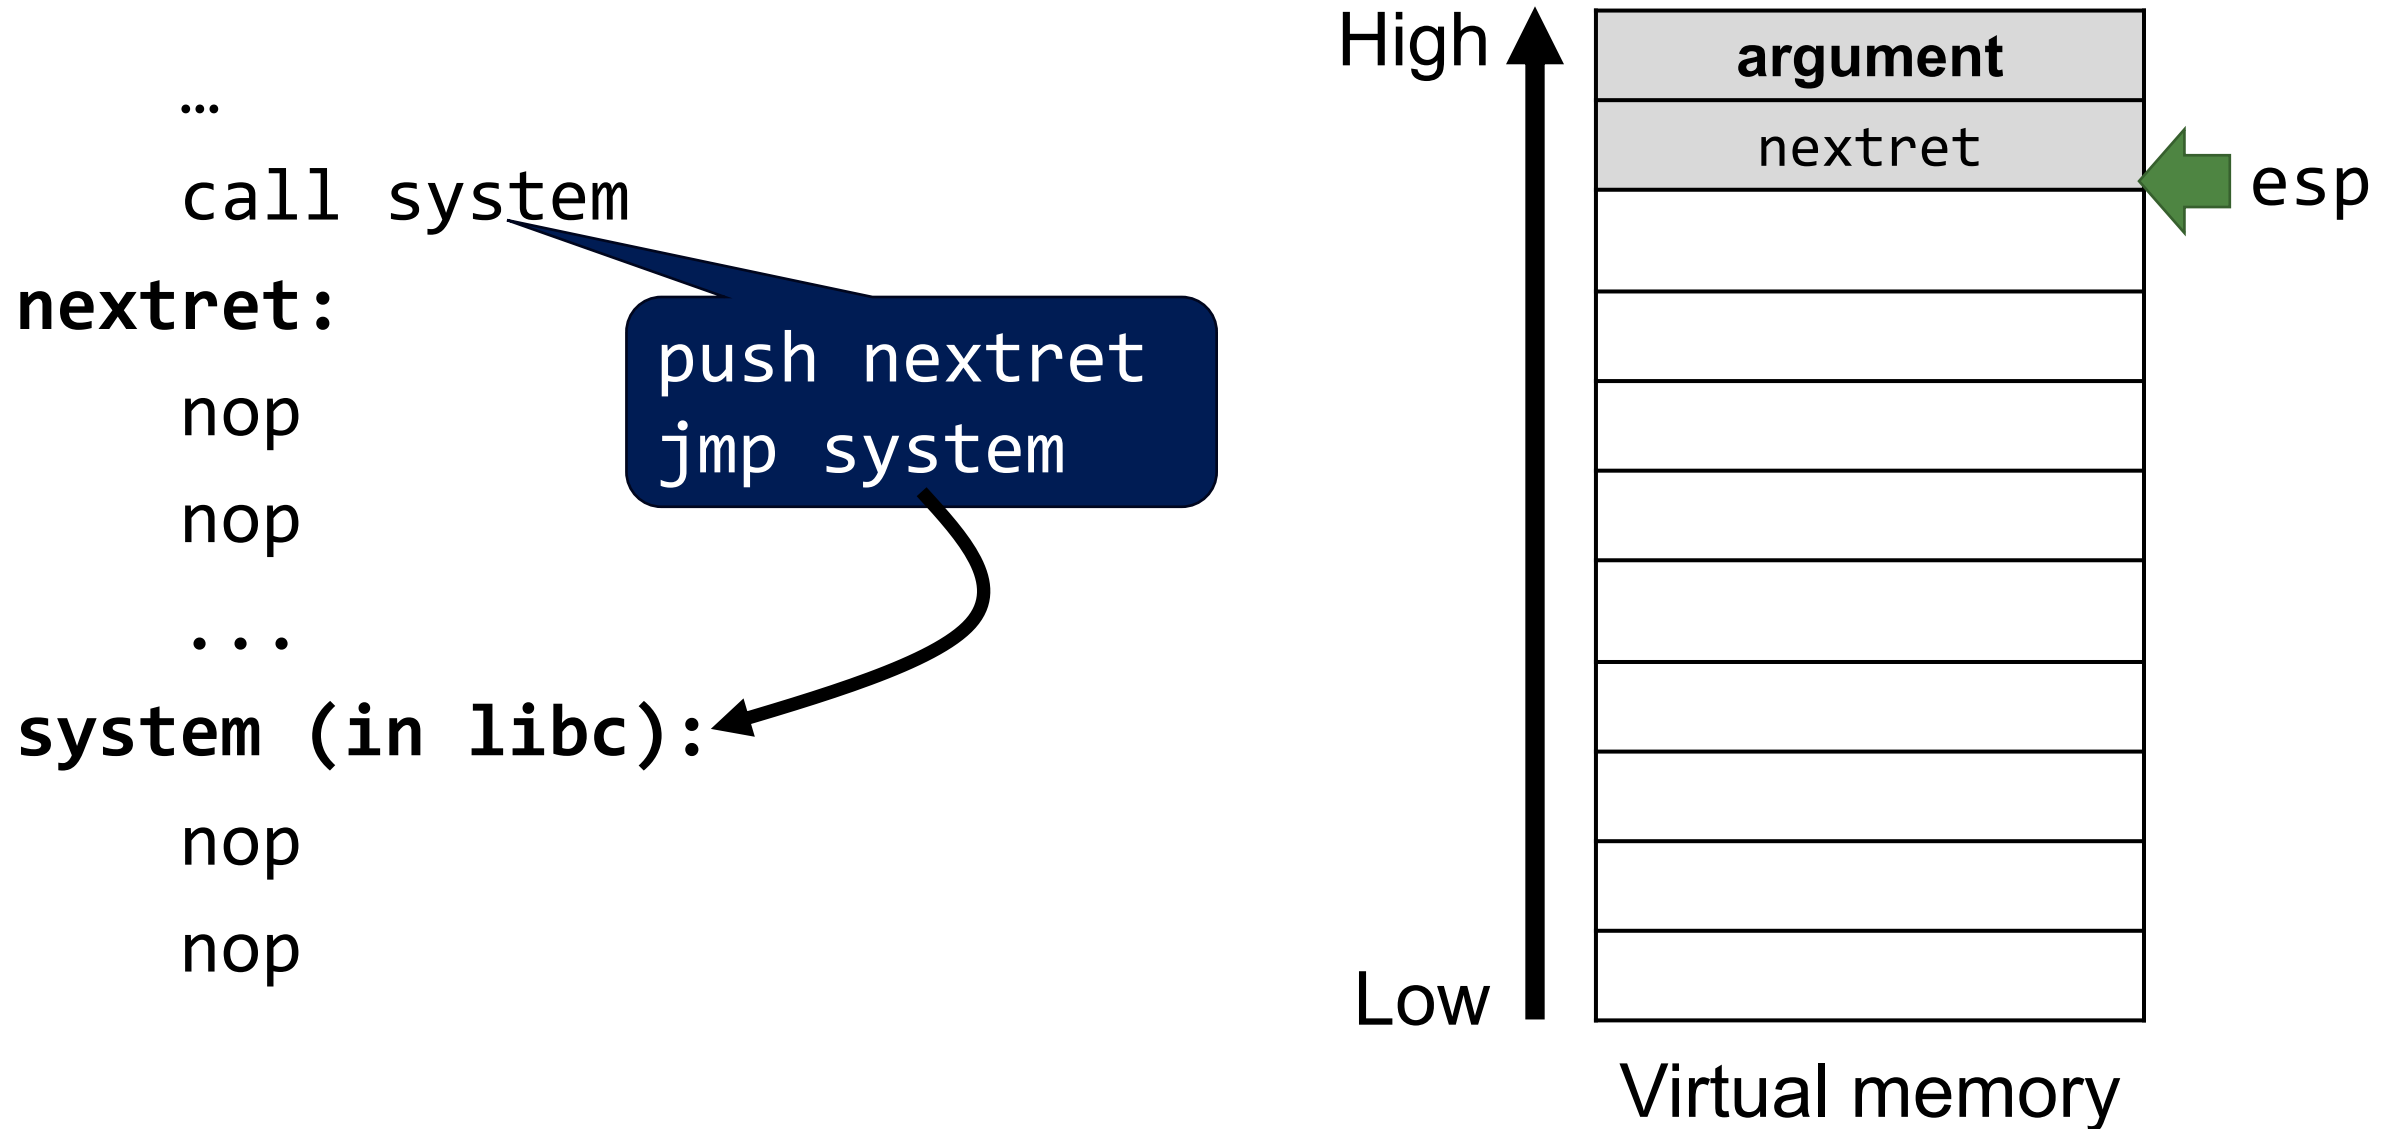 …
call system
nextret:
nop
nop
...
system (in libc):
nop
nop
push nextret
jmp system
High
Low
argument
nextret
esp
Virtual memory